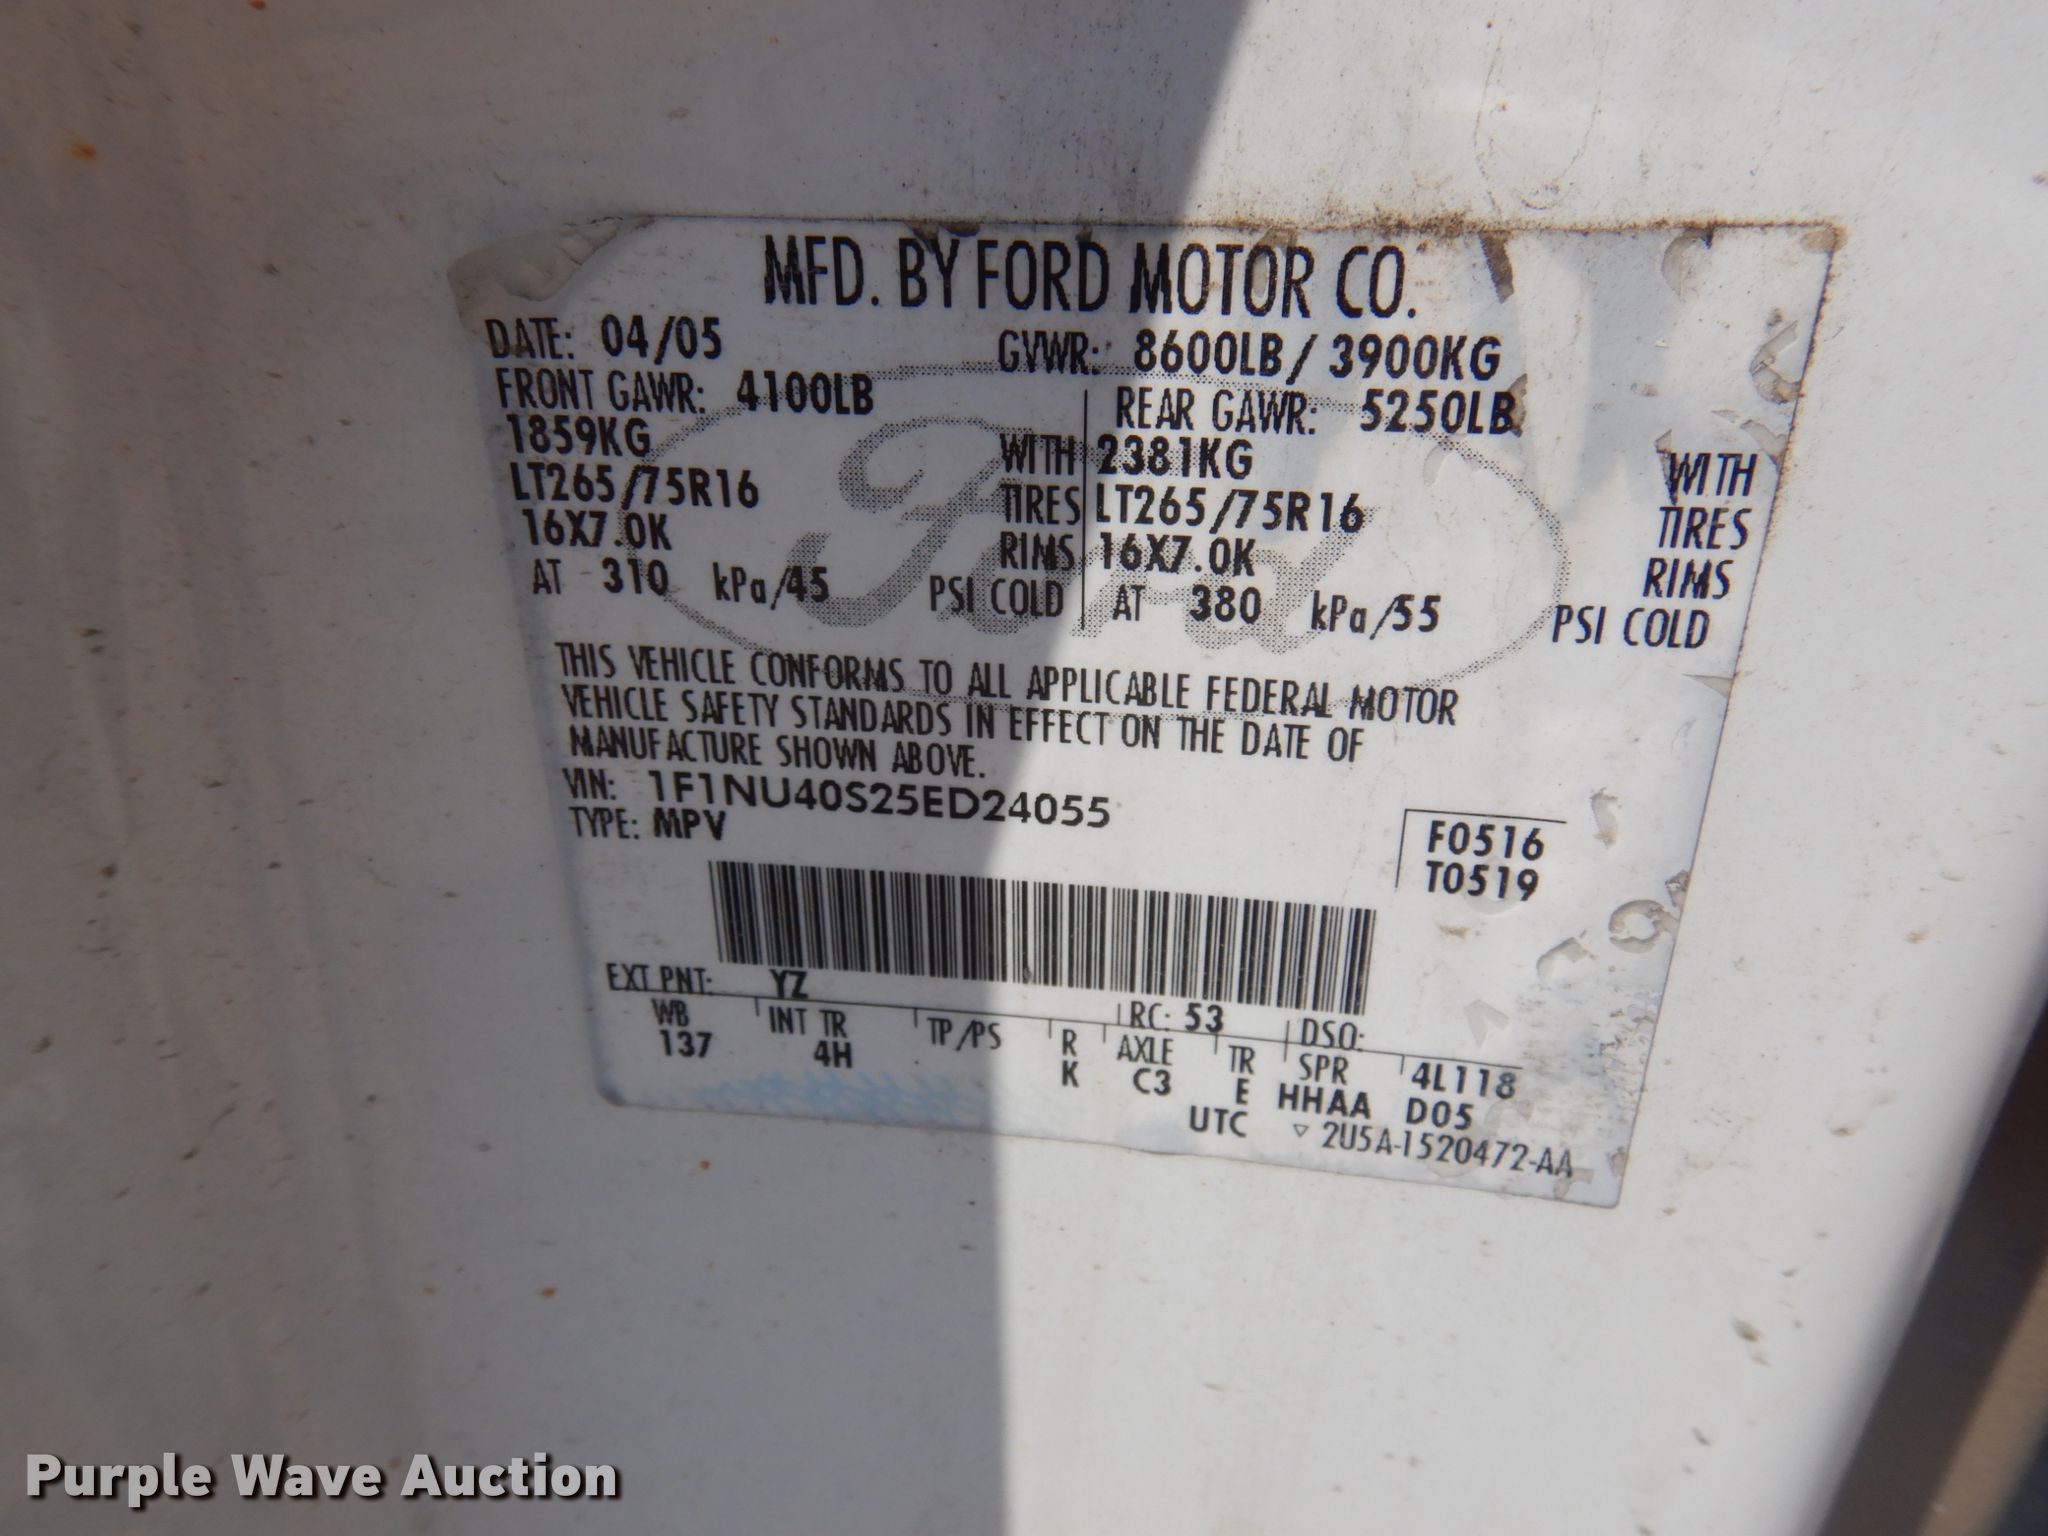 MFD. BY FORD MOTOR CO.
DATE: 04/05 GVWR: 8600LB / 3900KG
FRONT GAWR: 4100LB REAR GAWR: 5250LB
1859KG WITH 2381KG WITH
LT265/75R16 TIRES LT265/75R16 TIRES
16X7.0K RIMS 16X7.0K RIMS
AT 310 kPa/45 PSI COLD AT 380 kPa/55 PSI COLD
Ford
THIS VEHICLE CONFORMS TO ALL APPLICABLE FEDERAL MOTOR
VEHICLE SAFETY STANDARDS IN EFFECT ON THE DATE OF
MANUFACTURE SHOWN ABOVE.
VIN: 1F1NU40S25ED24055
TYPE: MPV
F0516
T0519
EXT PNT: YZ RC: 53 DSO:
WB INT TR TP/PS R AXLE TR SPR 4L118
137 4H K C3 E HHAA D05
UTC ▽ 2U5A-1520472-AA
Purple Wave Auction